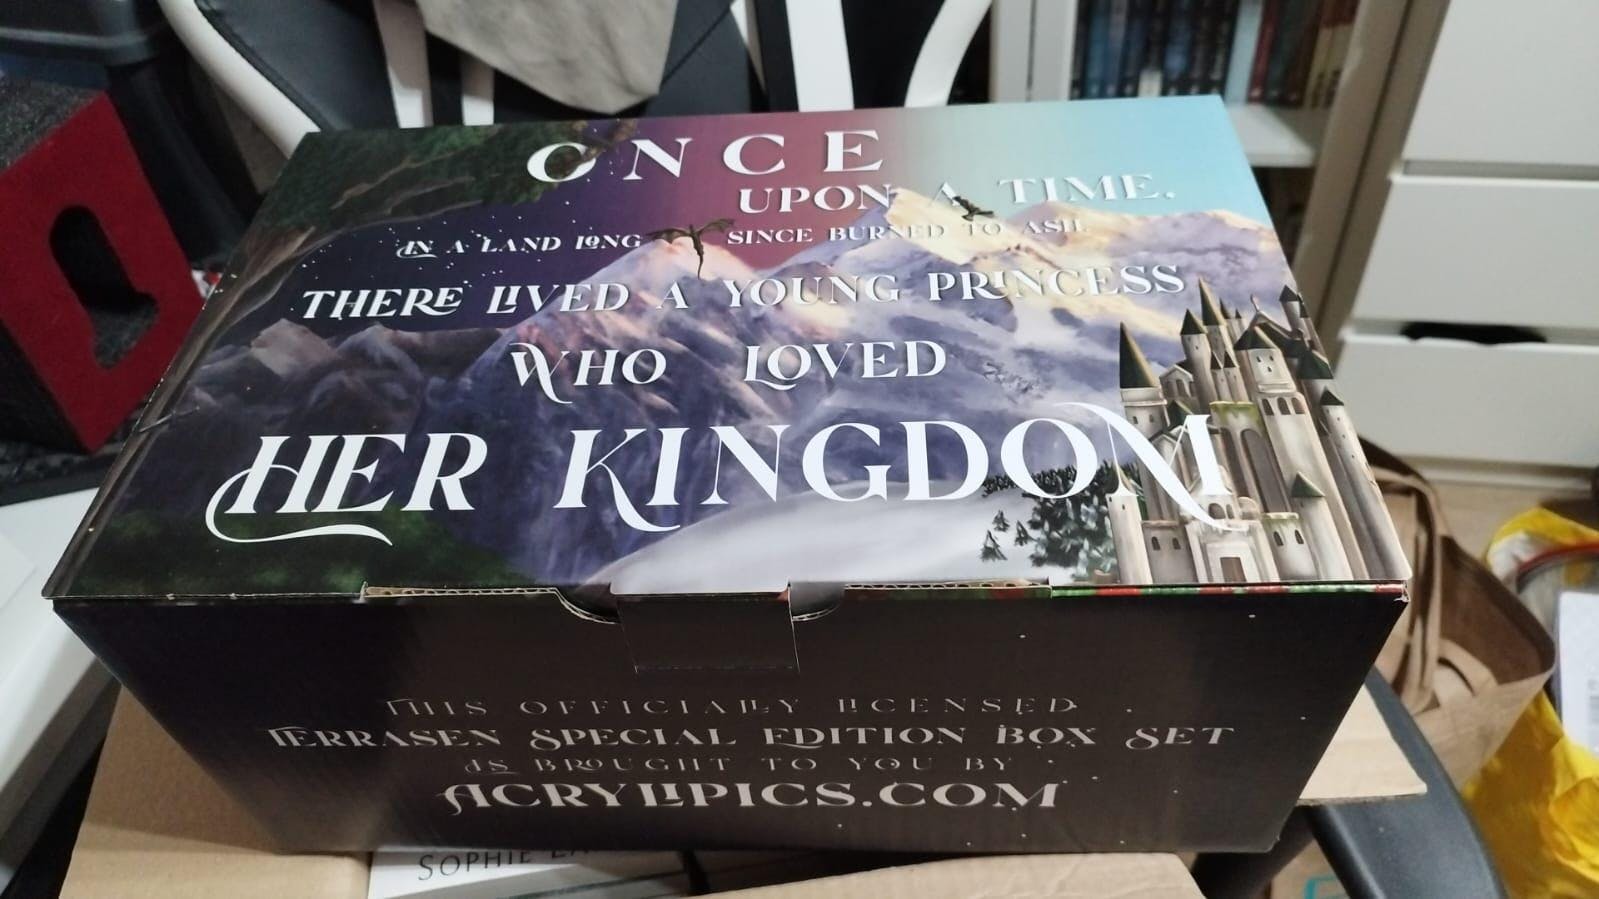 ONCE
UPON A TIME,
IN A LAND LONG SINCE BURNED TO ASH
THERE LIVED A YOUNG PRINCESS
WHO LOVED
HER KINGDOM
THIS OFFICIALLY LICENSED
TERRASEN SPECIAL EDITION BOX SET
IS BROUGHT TO YOU BY
ACRYLIPICS.COM
SOPHIE